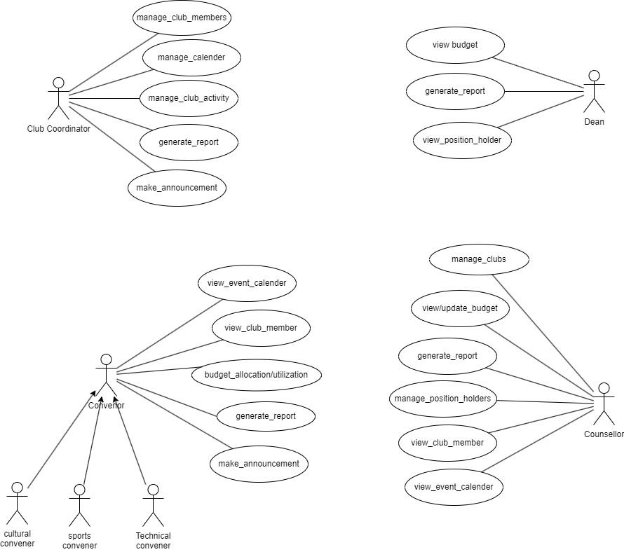 manage_club_members
manage_calender
manage_club_activity
Club Coordinator
generate_report
make_announcement
view budget
generate_report
Dean
view_position_holder
view_event_calender
view_club_member
budget_allocation/utilization
Convenor
generate_report
make_announcement
cultural
convener
sports
convener
Technical
convener
manage_clubs
view/update_budget
generate_report
manage_position_holders
Counsellor
view_club_member
view_event_calender